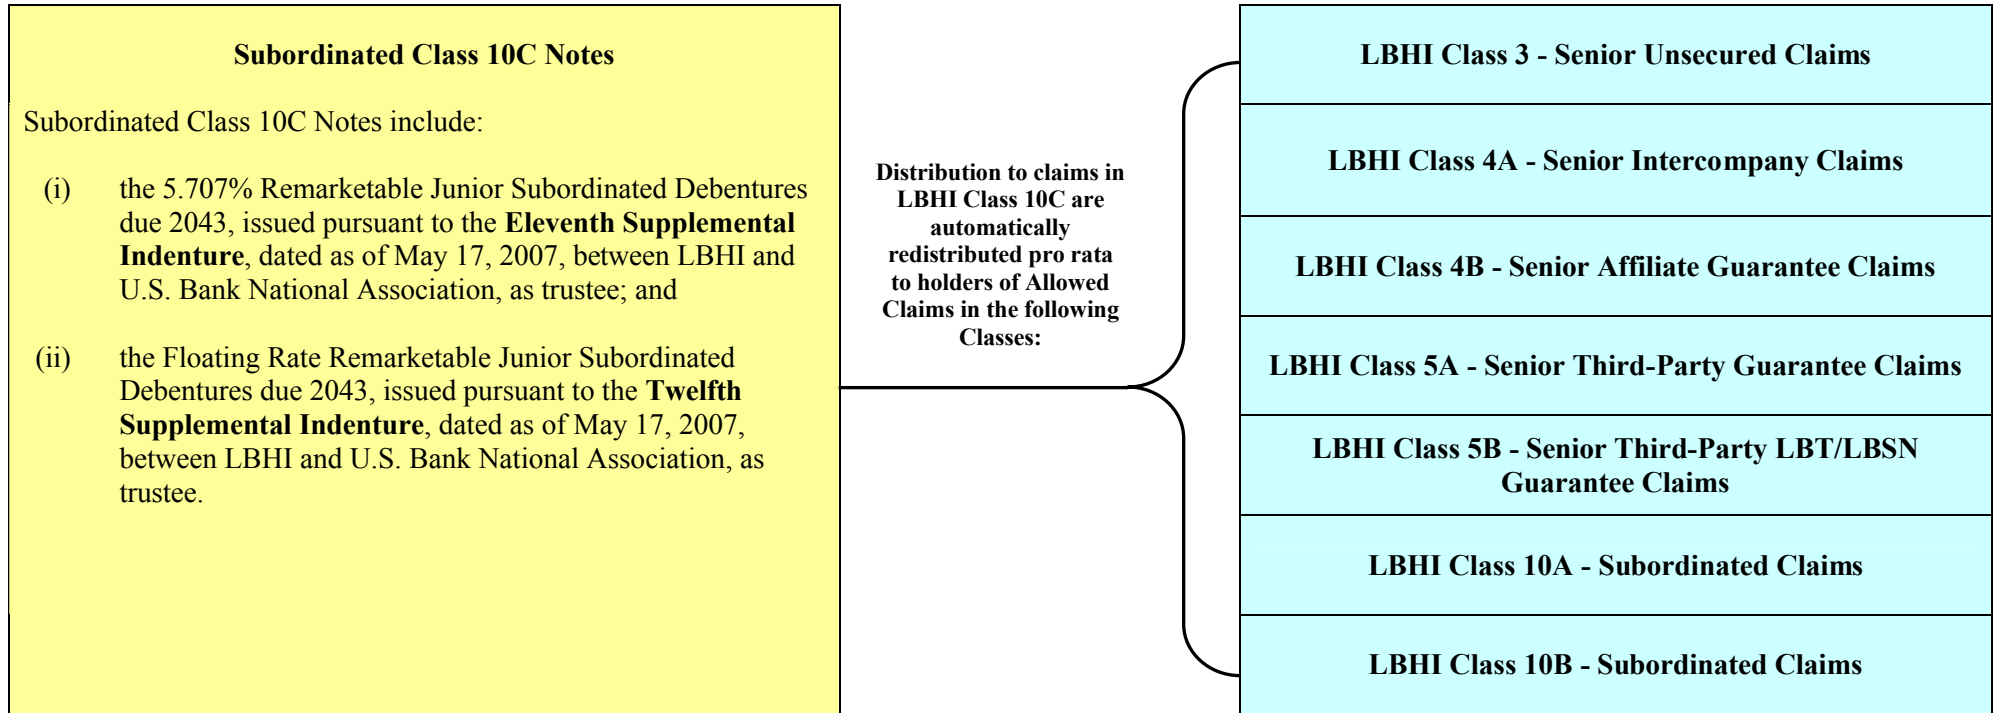 Subordinated Class 10C Notes
Subordinated Class 10C Notes include:
(i) the 5.707% Remarketable Junior Subordinated Debentures
due 2043, issued pursuant to the Eleventh Supplemental
Indenture, dated as of May 17, 2007, between LBHI and
U.S. Bank National Association, as trustee; and
(ii) the Floating Rate Remarketable Junior Subordinated
Debentures due 2043, issued pursuant to the Twelfth
Supplemental Indenture, dated as of May 17, 2007,
between LBHI and U.S. Bank National Association, as
trustee.
Distribution to claims in
LBHI Class 10C are
automatically
redistributed pro rata
to holders of Allowed
Claims in the following
Classes:
LBHI Class 3 - Senior Unsecured Claims
LBHI Class 4A - Senior Intercompany Claims
LBHI Class 4B - Senior Affiliate Guarantee Claims
LBHI Class 5A - Senior Third-Party Guarantee Claims
LBHI Class 5B - Senior Third-Party LBT/LBSN
Guarantee Claims
LBHI Class 10A - Subordinated Claims
LBHI Class 10B - Subordinated Claims